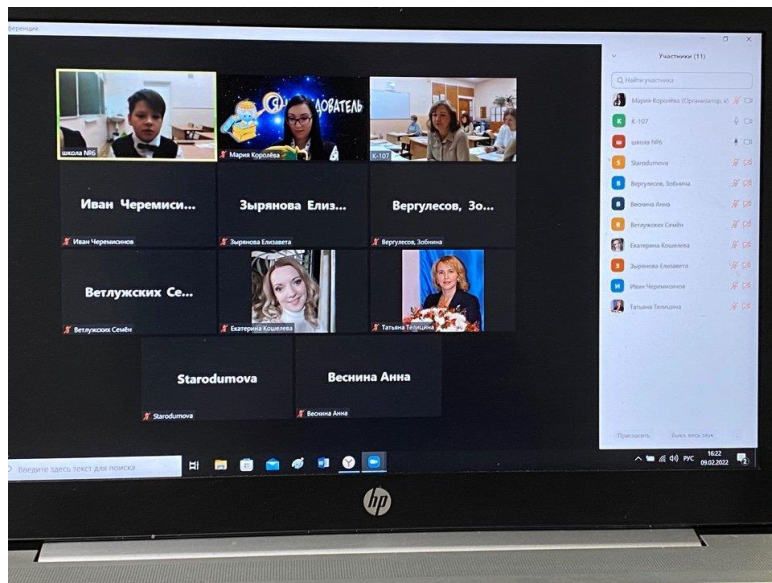 Участники (11)
Найти участника
Мария Королёва (Организатор, я)
К-107
школа №6
Starodumova
Вергулесов, Зобнина
Веснина Анна
Ветлужских Семён
Екатерина Кошелева
Зырянова Елизавета
Иван Черемисинов
Татьяна Телицина
Пригласить
школа №6
Мария Королёва
К-107
Иван Черемиси...
Зырянова Елиз...
Вергулесов, Зо...
Иван Черемисинов
Зырянова Елизавета
Вергулесов, Зобнина
Ветлужских Се...
Ветлужских Семён
Екатерина Кошелева
Татьяна Телицина
Starodumova
Веснина Анна
Starodumova
Веснина Анна
Введите здесь текст для поиска
РУС
16:22
09.02.2022
hp